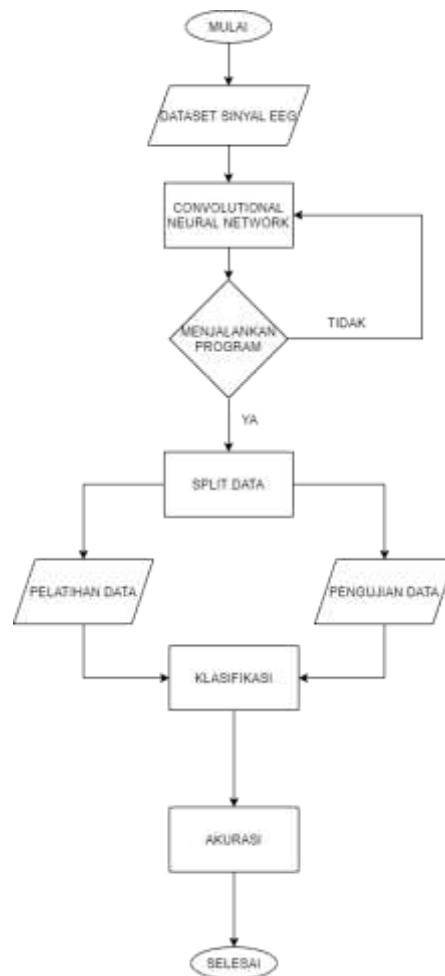 MULAI
DATASET SINYAL EEG
CONVOLUTIONAL
NEURAL NETWORK
MENJALANKAN
PROGRAM
TIDAK
YA
SPLIT DATA
PELATIHAN DATA
PENGUJIAN DATA
KLASIFIKASI
AKURASI
SELESAI